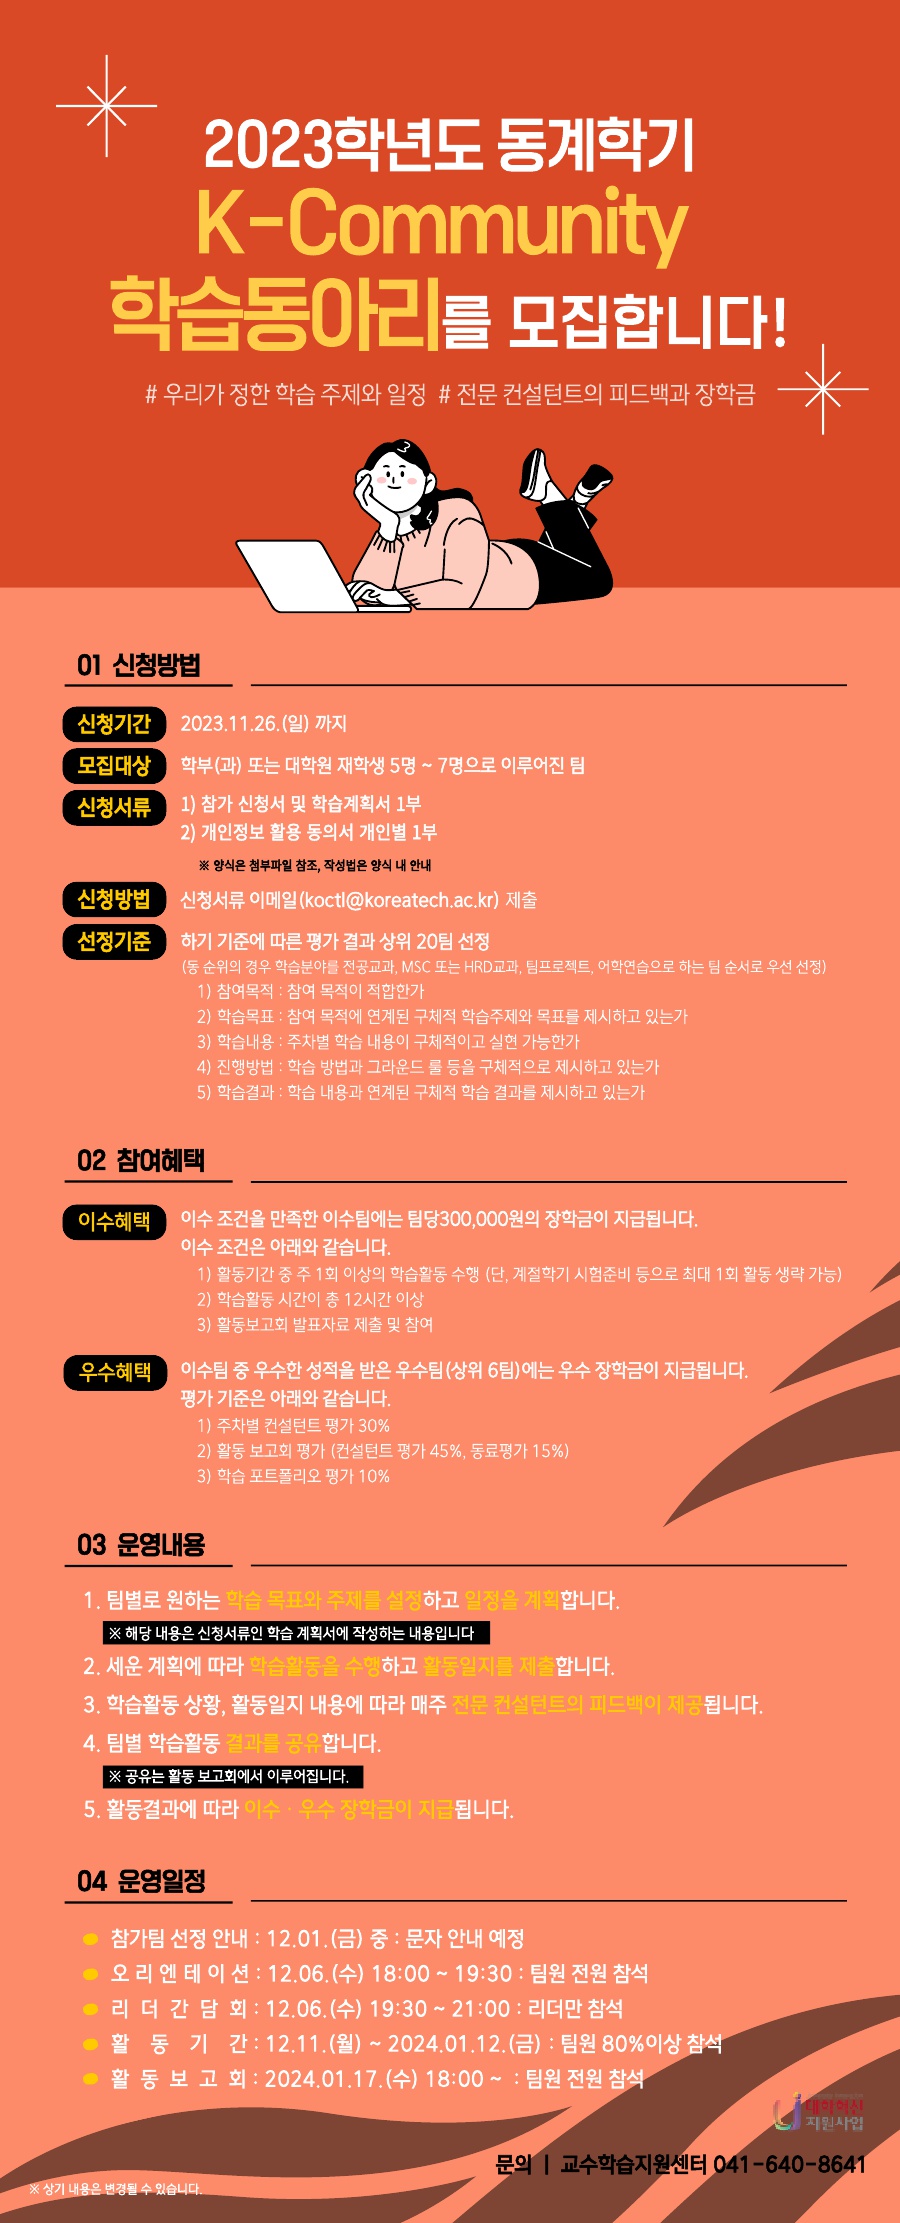 2023학년도 동계학기
K-Community
학습동아리를 모집합니다!
# 우리가 정한 학습 주제와 일정 # 전문 컨설턴트의 피드백과 장학금
01 신청방법
신청기간 2023.11.26.(일) 까지
모집대상 학부(과) 또는 대학원 재학생 5명 ~ 7명으로 이루어진 팀
신청서류 1) 참가 신청서 및 학습계획서 1부
2) 개인정보 활용 동의서 개인별 1부
※ 양식은 첨부파일 참조, 작성법은 양식 내 안내
신청방법 신청서류 이메일(koctl@koreatech.ac.kr) 제출
선정기준 하기 기준에 따른 평가 결과 상위 20팀 선정
(동 순위의 경우 학습분야를 전공교과, MSC 또는 HRD교과, 팀프로젝트, 어학연습으로 하는 팀 순서로 우선 선정)
1) 참여목적 : 참여 목적이 적합한가
2) 학습목표 : 참여 목적에 연계된 구체적 학습주제와 목표를 제시하고 있는가
3) 학습내용 : 주차별 학습 내용이 구체적이고 실현 가능한가
4) 진행방법 : 학습 방법과 그라운드 룰 등을 구체적으로 제시하고 있는가
5) 학습결과 : 학습 내용과 연계된 구체적 학습 결과를 제시하고 있는가
02 참여혜택
이수혜택 이수 조건을 만족한 이수팀에는 팀당300,000원의 장학금이 지급됩니다.
이수 조건은 아래와 같습니다.
1) 활동기간 중 주 1회 이상의 학습활동 수행 (단, 계절학기 시험준비 등으로 최대 1회 활동 생략 가능)
2) 학습활동 시간이 총 12시간 이상
3) 활동보고회 발표자료 제출 및 참여
우수혜택 이수팀 중 우수한 성적을 받은 우수팀(상위 6팀)에는 우수 장학금이 지급됩니다.
평가 기준은 아래와 같습니다.
1) 주차별 컨설턴트 평가 30%
2) 활동 보고회 평가 (컨설턴트 평가 45%, 동료평가 15%)
3) 학습 포트폴리오 평가 10%
03 운영내용
1. 팀별로 원하는 학습 목표와 주제를 설정하고 일정을 계획합니다.
※ 해당 내용은 신청서류인 학습 계획서에 작성하는 내용입니다
2. 세운 계획에 따라 학습활동을 수행하고 활동일지를 제출합니다.
3. 학습활동 상황, 활동일지 내용에 따라 매주 전문 컨설턴트의 피드백이 제공됩니다.
4. 팀별 학습활동 결과를 공유합니다.
※ 공유는 활동 보고회에서 이루어집니다.
5. 활동결과에 따라 이수 · 우수 장학금이 지급됩니다.
04 운영일정
참가팀 선정 안내 : 12.01.(금) 중 : 문자 안내 예정
오 리 엔 테 이 션 : 12.06.(수) 18:00 ~ 19:30 : 팀원 전원 참석
리 더 간 담 회 : 12.06.(수) 19:30 ~ 21:00 : 리더만 참석
활 동 기 간 : 12.11.(월) ~ 2024.01.12.(금) : 팀원 80%이상 참석
활 동 보 고 회 : 2024.01.17.(수) 18:00 ~ : 팀원 전원 참석
대학혁신
지원사업
문의 | 교수학습지원센터 041-640-8641
※ 상기 내용은 변경될 수 있습니다.